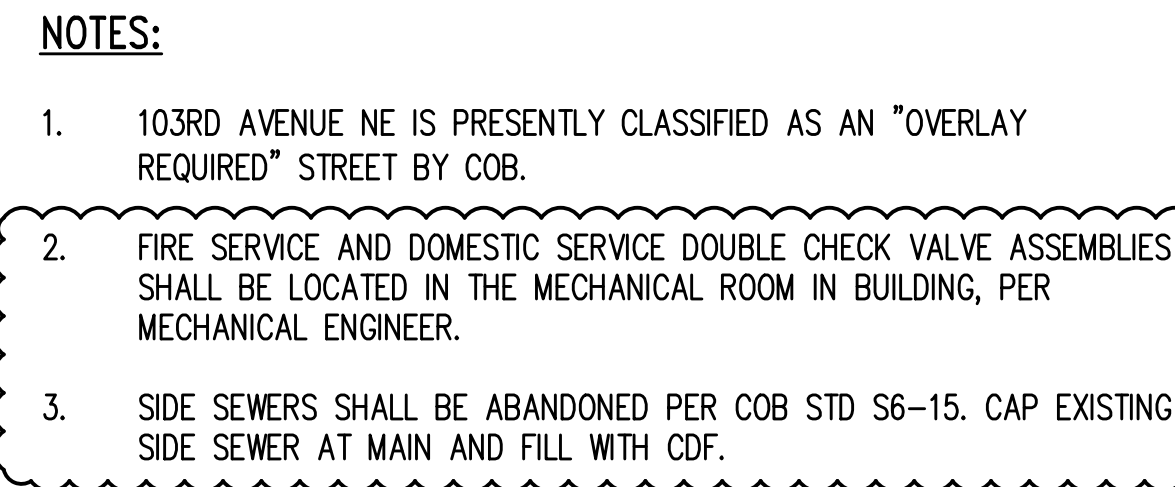 NOTES:
1. 103RD AVENUE NE IS PRESENTLY CLASSIFIED AS AN "OVERLAY
REQUIRED" STREET BY COB.
2. FIRE SERVICE AND DOMESTIC SERVICE DOUBLE CHECK VALVE ASSEMBLIES
SHALL BE LOCATED IN THE MECHANICAL ROOM IN BUILDING, PER
MECHANICAL ENGINEER.
3. SIDE SEWERS SHALL BE ABANDONED PER COB STD S6-15. CAP EXISTING
SIDE SEWER AT MAIN AND FILL WITH CDF.